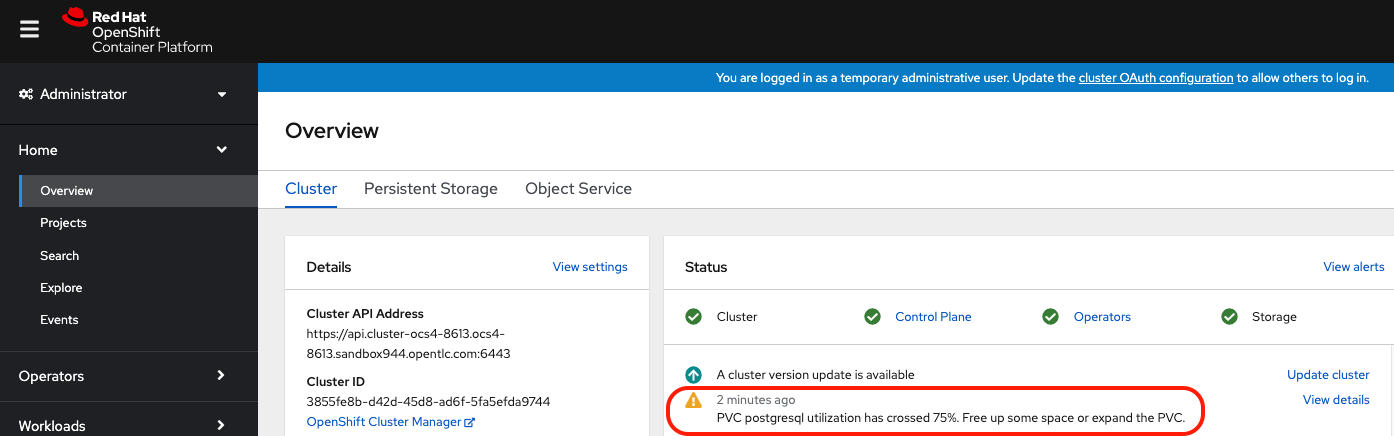 Red Hat
OpenShift
Container Platform
You are logged in as a temporary administrative user. Update the cluster OAuth configuration to allow others to log in.
Administrator
Home
Overview
Projects
Search
Explore
Events
Operators
Workloads
Overview
Cluster Persistent Storage Object Service
Details View settings
Cluster API Address
https://api.cluster-ocs4-8613.ocs4-
8613.sandbox944.opentlc.com:6443
Cluster ID
3855fe8b-d42d-45d8-ad6f-5fa5efda9744
OpenShift Cluster Manager
Status View alerts
Cluster Control Plane Operators Storage
A cluster version update is available Update cluster
2 minutes ago View details
PVC postgresql utilization has crossed 75%. Free up some space or expand the PVC.